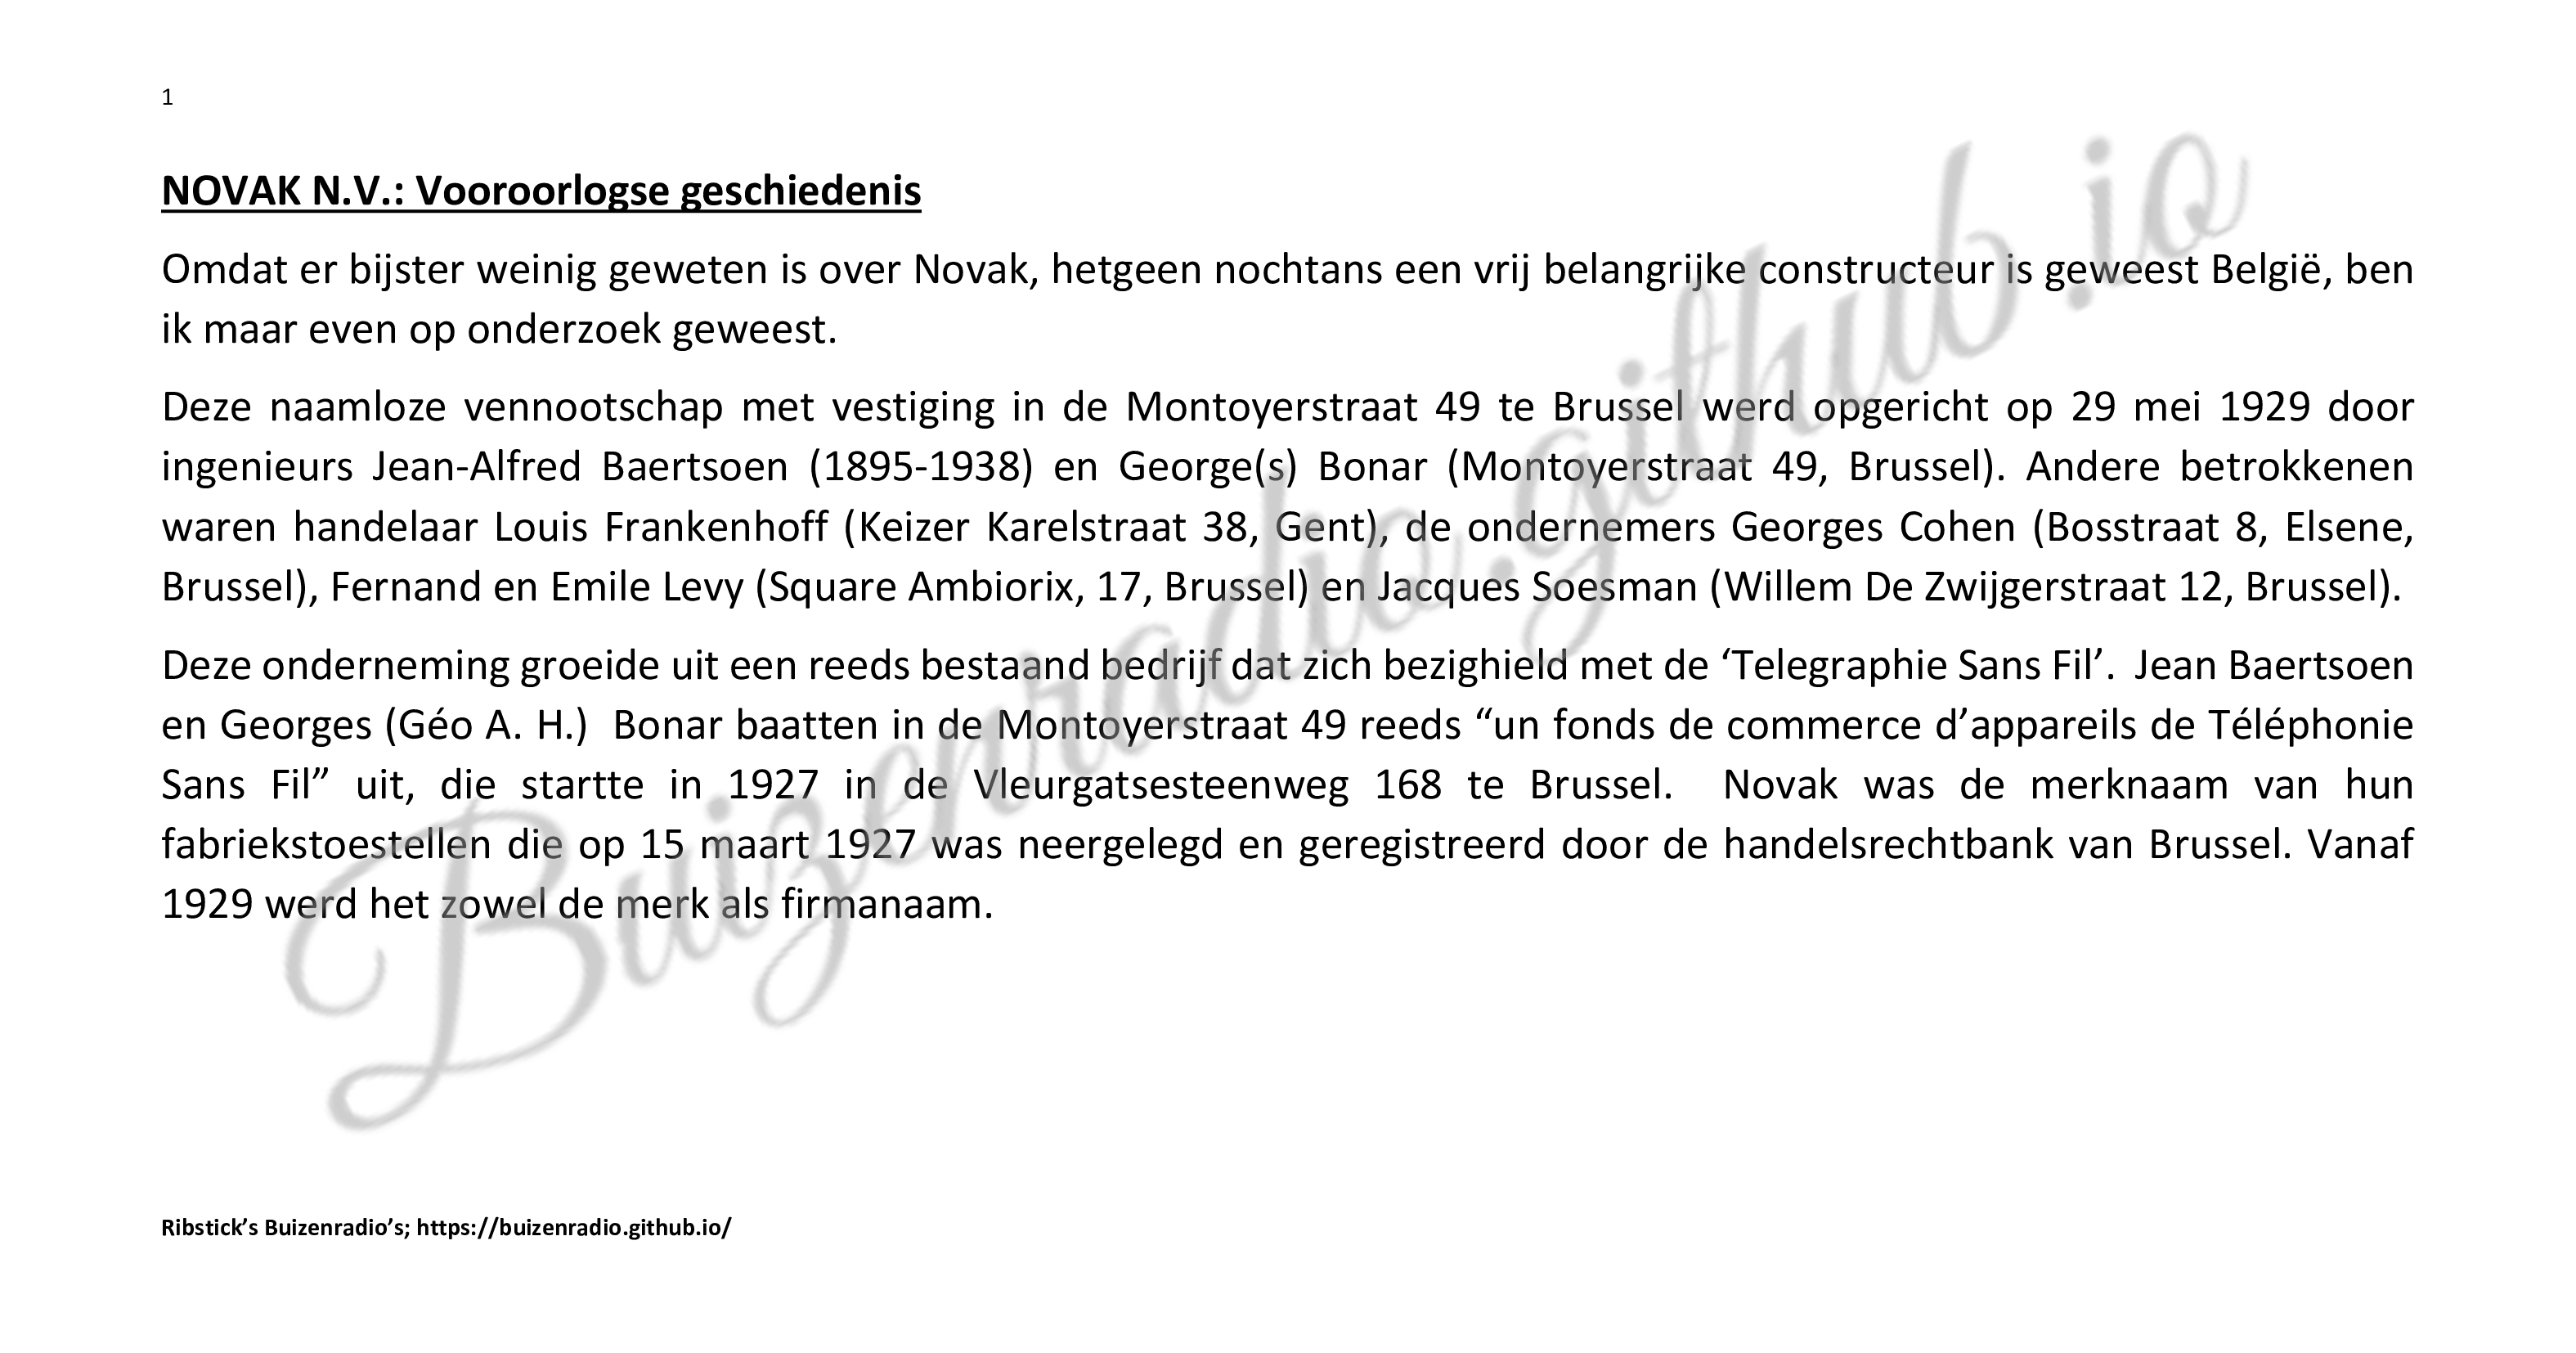 1
NOVAK N.V.: Vooroorlogse geschiedenis
Omdat er bijster weinig geweten is over Novak, hetgeen nochtans een vrij belangrijke constructeur is geweest België, ben
ik maar even op onderzoek geweest.
Deze naamloze vennootschap met vestiging in de Montoyerstraat 49 te Brussel werd opgericht op 29 mei 1929 door
ingenieurs Jean-Alfred Baertsoen (1895-1938) en George(s) Bonar (Montoyerstraat 49, Brussel). Andere betrokkenen
waren handelaar Louis Frankenhoff (Keizer Karelstraat 38, Gent), de ondernemers Georges Cohen (Bosstraat 8, Elsene,
Brussel), Fernand en Emile Levy (Square Ambiorix, 17, Brussel) en Jacques Soesman (Willem De Zwijgerstraat 12, Brussel).
Deze onderneming groeide uit een reeds bestaand bedrijf dat zich bezighield met de ‘Telegraphie Sans Fil’. Jean Baertsoen
en Georges (Géo A. H.) Bonar baatten in de Montoyerstraat 49 reeds “un fonds de commerce d’appareils de Téléphonie
Sans Fil” uit, die startte in 1927 in de Vleurgatsesteenweg 168 te Brussel. Novak was de merknaam van hun
fabriekstoestellen die op 15 maart 1927 was neergelegd en geregistreerd door de handelsrechtbank van Brussel. Vanaf
1929 werd het zowel de merk als firmanaam.
Buizenradio.github.io
Ribstick’s Buizenradio’s; https://buizenradio.github.io/